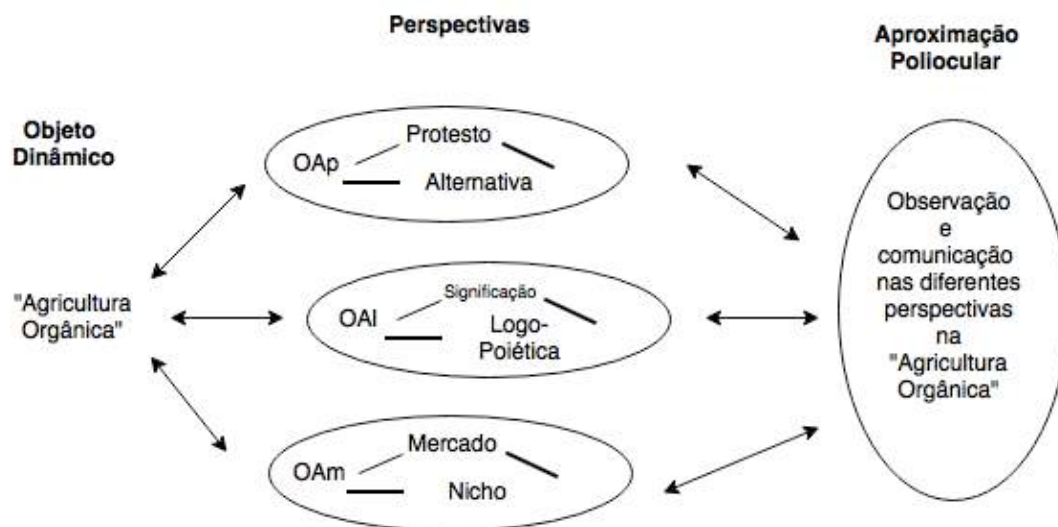 Perspectivas
Aproximação
Poliocular
Objeto
Dinâmico
"Agricultura
Orgânica"
Protesto
OAp
Alternativa
Significação
OAl
Logo-
Poiética
Mercado
OAm
Nicho
Observação
e
comunicação
nas diferentes
perspectivas
na
"Agricultura
Orgânica"